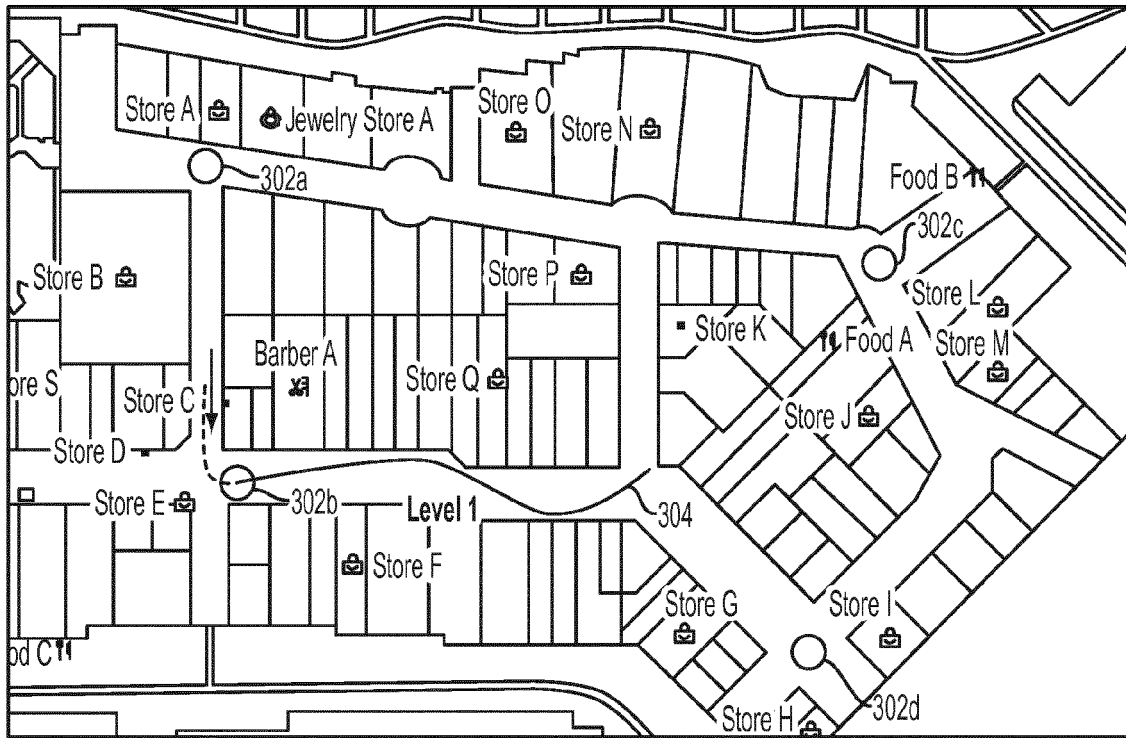 Store A
Jewelry Store A
Store O
Store N
302a
Food B
302c
Store B
Store P
Store L
Store K
Food A
Store M
Barber A
ore S
Store C
Store Q
Store J
Store D
Store E
302b
Level 1
304
Store F
Store G
Store I
od C
302d
Store H